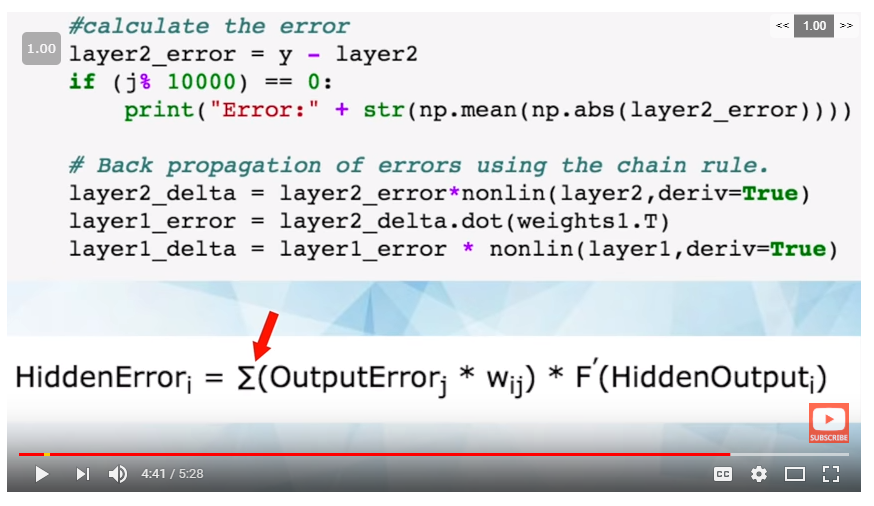 #calculate the error
<< 1.00 >>
1.00
layer2_error = y - layer2
if (j% 10000) == 0:
print("Error:" + str(np.mean(np.abs(layer2_error))))
# Back propagation of errors using the chain rule.
layer2_delta = layer2_error*nonlin(layer2,deriv=True)
layer1_error = layer2_delta.dot(weights1.T)
layer1_delta = layer1_error * nonlin(layer1,deriv=True)
HiddenErrorᵢ = Σ(OutputErrorⱼ * wᵢⱼ) * F′(HiddenOutputᵢ)
SUBSCRIBE
4:41 / 5:28
CC